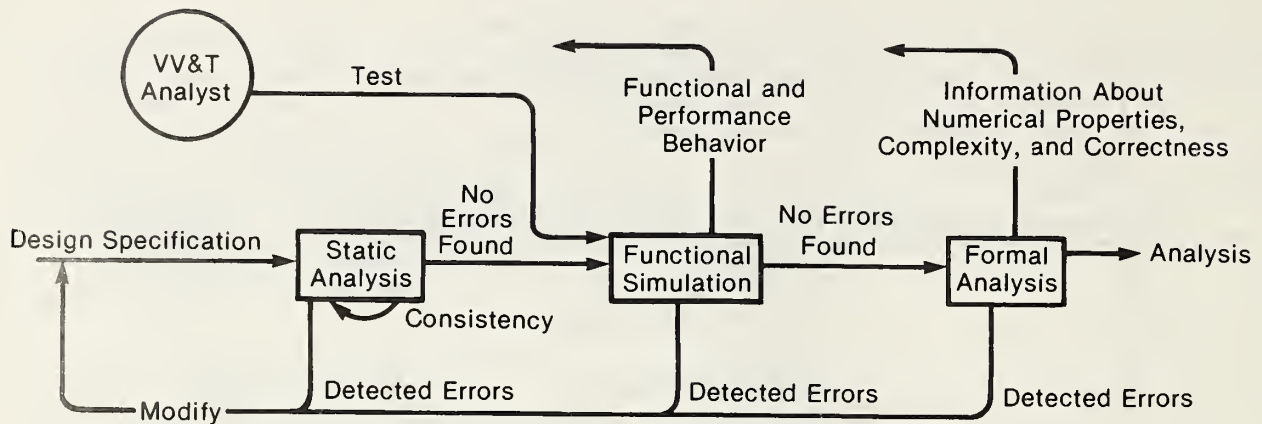 VV&T
Analyst
Test
Functional and
Performance
Behavior
Information About
Numerical Properties,
Complexity, and Correctness
Design Specification
Static
Analysis
No
Errors
Found
Functional
Simulation
No Errors
Found
Formal
Analysis
Analysis
Consistency
Detected Errors
Detected Errors
Detected Errors
Modify